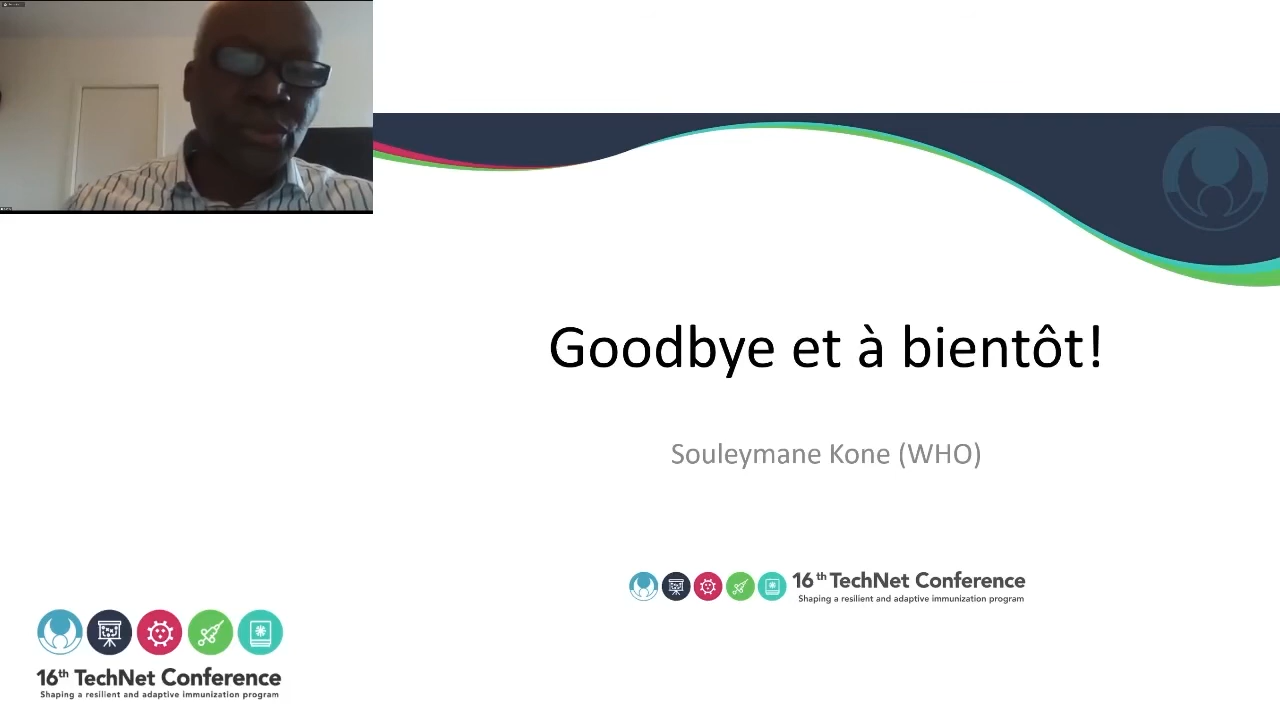 Goodbye et à bientôt!
Souleymane Kone (WHO)
16th TechNet Conference
Shaping a resilient and adaptive immunization program
16th TechNet Conference
Shaping a resilient and adaptive immunization program